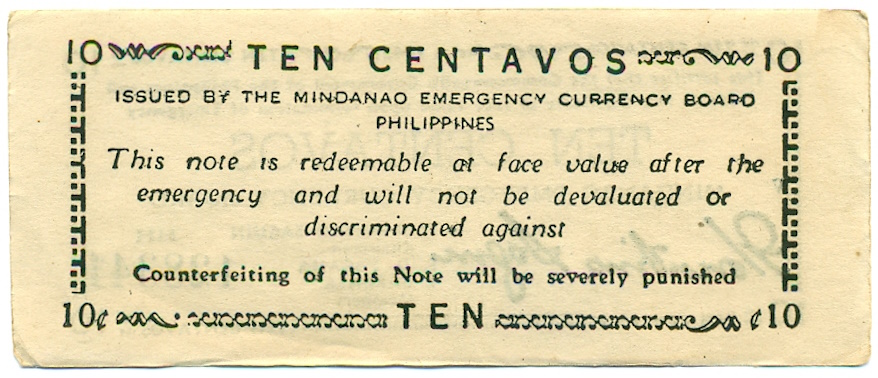 10 TEN CENTAVOS 10
ISSUED BY THE MINDANAO EMERGENCY CURRENCY BOARD
PHILIPPINES
This note is redeemable at face value after the
emergency and will not be devaluated or
discriminated against
Counterfeiting of this Note will be severely punished
10¢ TEN ¢10